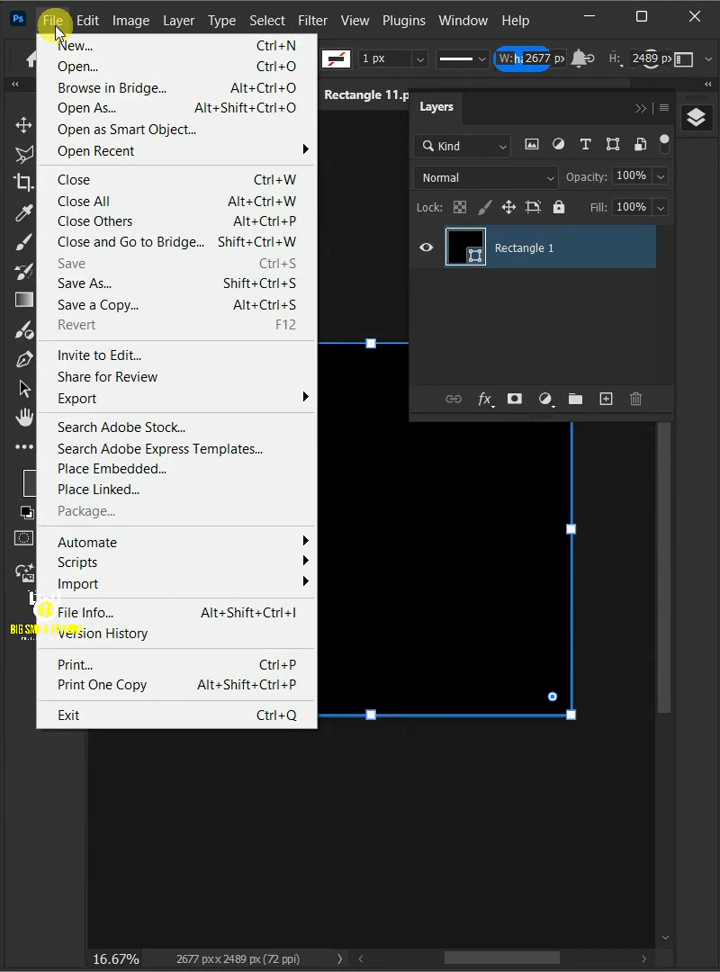 Ps File Edit Image Layer Type Select Filter View Plugins Window Help
1 px W: 2677 px H: 2489 px
Rectangle 11.p
Layers
Kind
Normal Opacity: 100%
Lock: Fill: 100%
Rectangle 1
fx
New... Ctrl+N
Open... Ctrl+O
Browse in Bridge... Alt+Ctrl+O
Open As... Alt+Shift+Ctrl+O
Open as Smart Object...
Open Recent
Close Ctrl+W
Close All Alt+Ctrl+W
Close Others Alt+Ctrl+P
Close and Go to Bridge... Shift+Ctrl+W
Save Ctrl+S
Save As... Shift+Ctrl+S
Save a Copy... Alt+Ctrl+S
Revert F12
Invite to Edit...
Share for Review
Export
Search Adobe Stock...
Search Adobe Express Templates...
Place Embedded...
Place Linked...
Package...
Automate
Scripts
Import
File Info... Alt+Shift+Ctrl+I
Version History
Print... Ctrl+P
Print One Copy Alt+Shift+Ctrl+P
Exit Ctrl+Q
16.67% 2677 px x 2489 px (72 ppi)